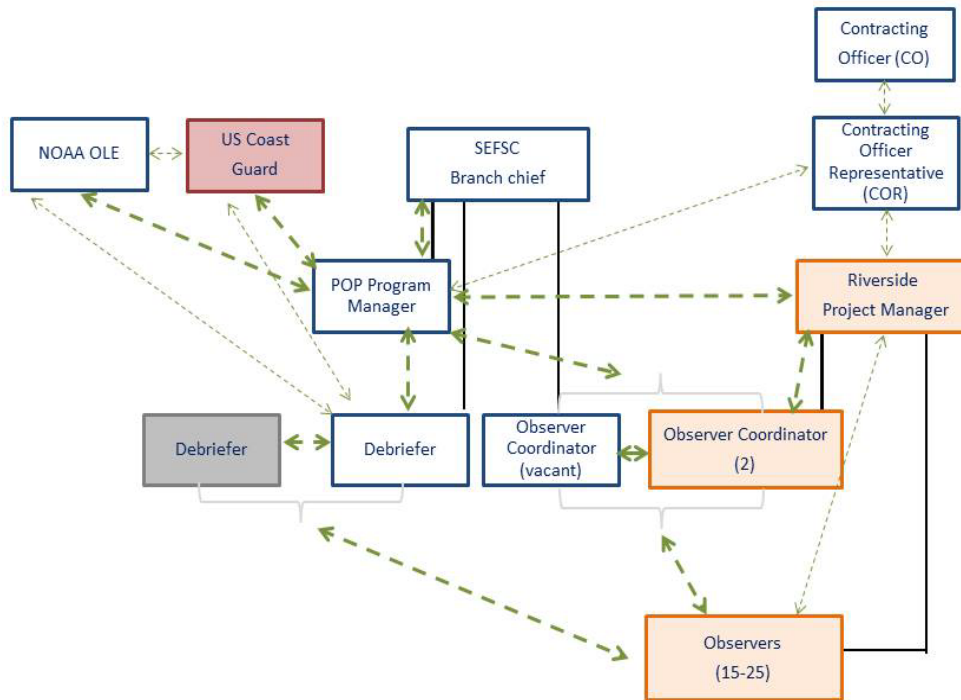 Contracting
Officer (CO)
NOAA OLE
US Coast
Guard
SEFSC
Branch chief
Contracting
Officer
Representative
(COR)
POP Program
Manager
Riverside
Project Manager
Debriefer
Debriefer
Observer
Coordinator
(vacant)
Observer Coordinator
(2)
Observers
(15-25)